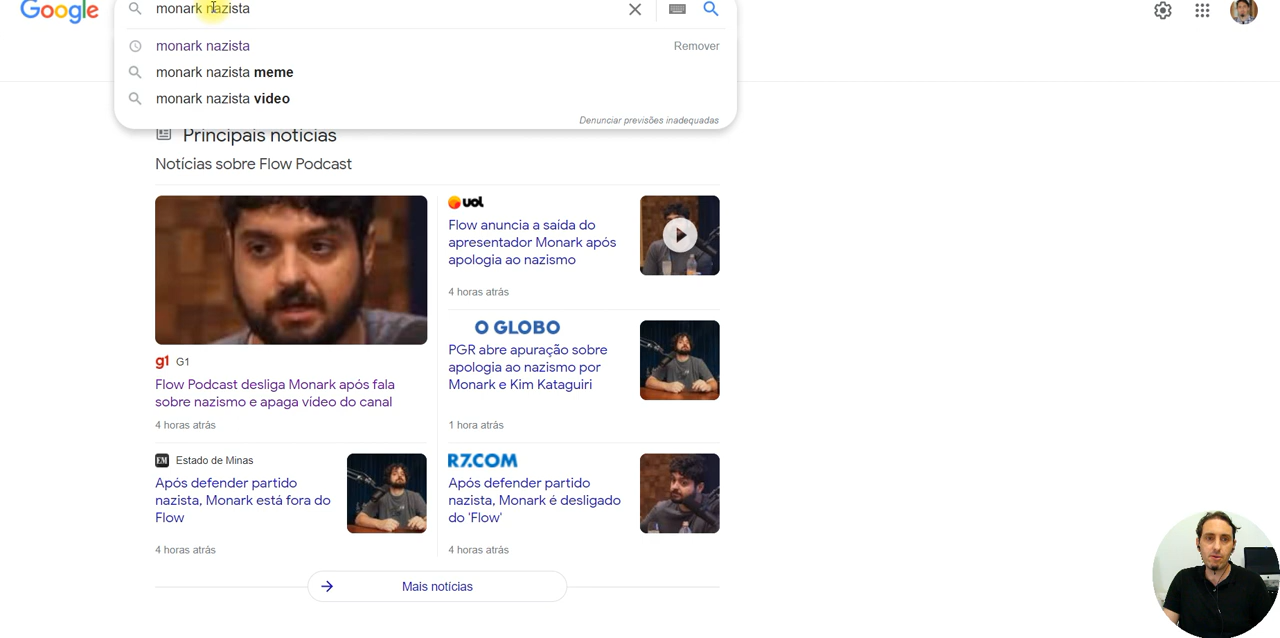 Google
monark nazista
monark nazista
Remover
monark nazista meme
monark nazista video
Denunciar previsões inadequadas
Principais notícias
Notícias sobre Flow Podcast
g1 G1
Flow Podcast desliga Monark após fala
sobre nazismo e apaga vídeo do canal
4 horas atrás
uol
Flow anuncia a saída do
apresentador Monark após
apologia ao nazismo
4 horas atrás
O GLOBO
PGR abre apuração sobre
apologia ao nazismo por
Monark e Kim Kataguiri
1 hora atrás
EM Estado de Minas
Após defender partido
nazista, Monark está fora do
Flow
4 horas atrás
R7.COM
Após defender partido
nazista, Monark é desligado
do 'Flow'
4 horas atrás
Mais notícias